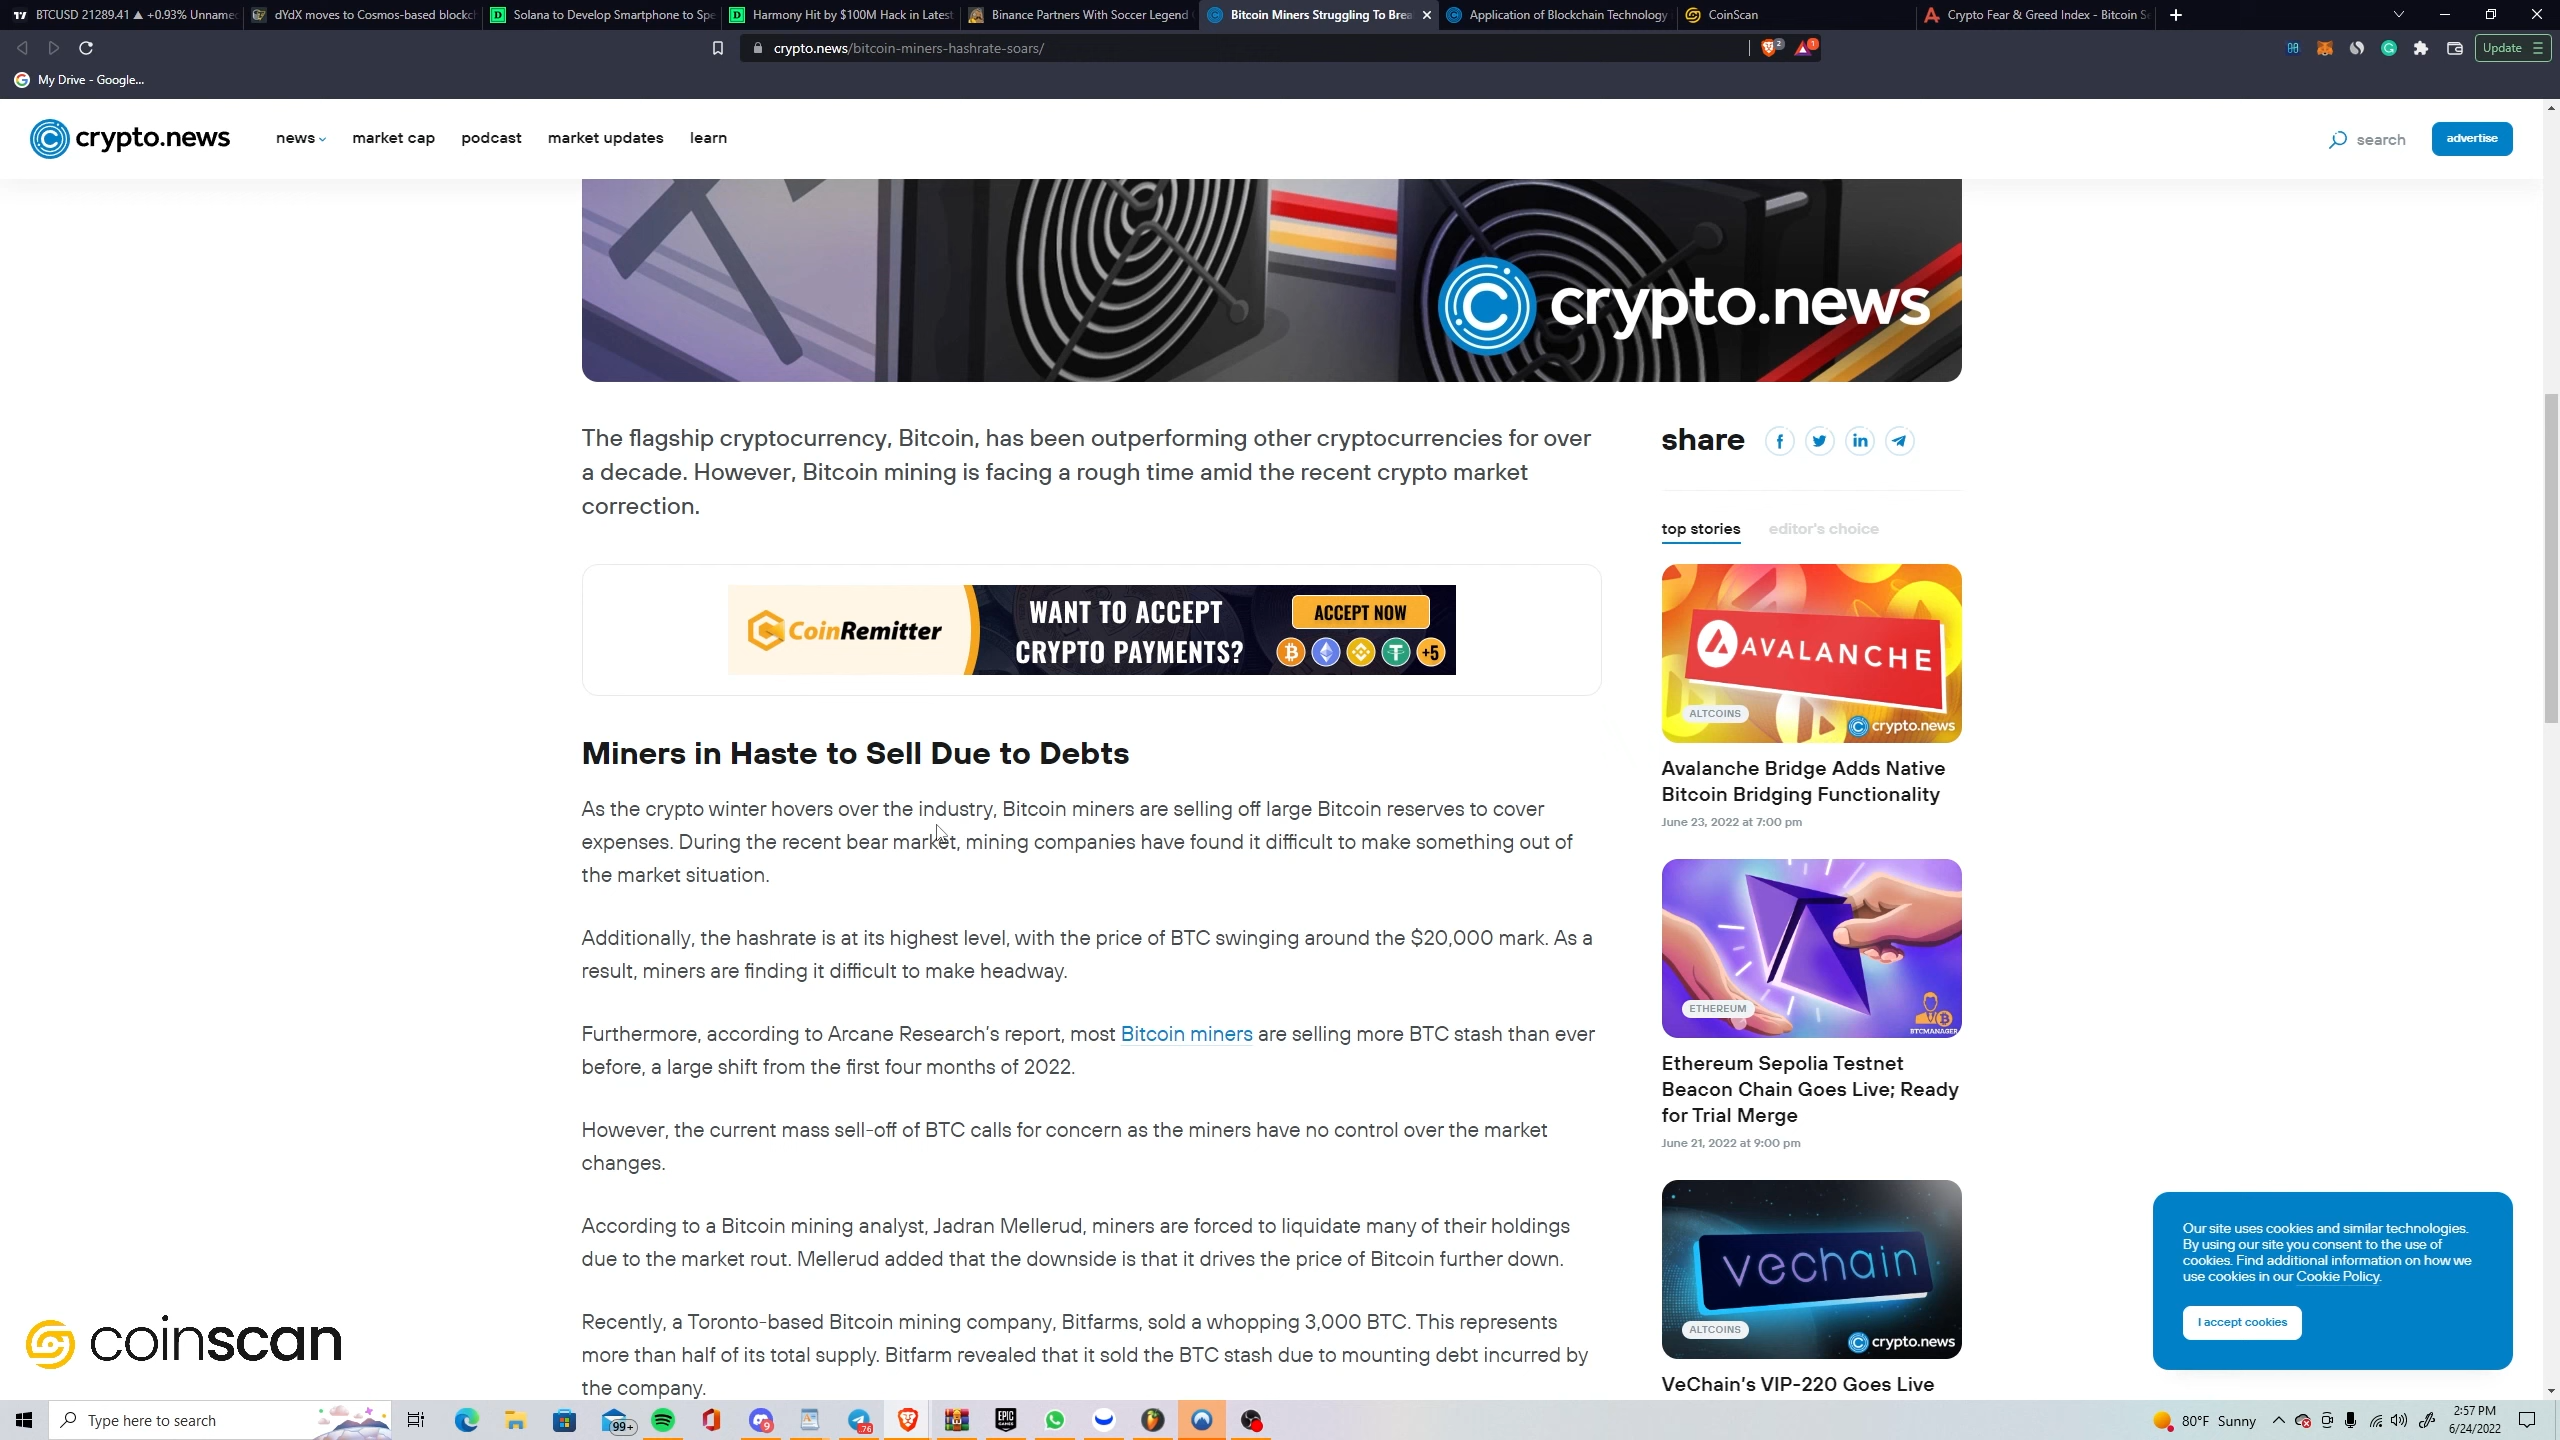 BTCUSD 21289.41 ▲ +0.93% Unname
dYdX moves to Cosmos-based blockc
Solana to Develop Smartphone to Spe
Harmony Hit by $100M Hack in Latest
Binance Partners With Soccer Legend
Bitcoin Miners Struggling To Brea
Application of Blockchain Technology
CoinScan
Crypto Fear & Greed Index - Bitcoin S
crypto.news/bitcoin-miners-hashrate-soars/
2
1
Update
My Drive - Google...
crypto.news
news
market cap
podcast
market updates
learn
search
advertise
crypto.news
The flagship cryptocurrency, Bitcoin, has been outperforming other cryptocurrencies for over
a decade. However, Bitcoin mining is facing a rough time amid the recent crypto market
correction.
CoinRemitter
WANT TO ACCEPT
CRYPTO PAYMENTS?
ACCEPT NOW
+5
Miners in Haste to Sell Due to Debts
As the crypto winter hovers over the industry, Bitcoin miners are selling off large Bitcoin reserves to cover
expenses. During the recent bear market, mining companies have found it difficult to make something out of
the market situation.
Additionally, the hashrate is at its highest level, with the price of BTC swinging around the $20,000 mark. As a
result, miners are finding it difficult to make headway.
Furthermore, according to Arcane Research's report, most Bitcoin miners are selling more BTC stash than ever
before, a large shift from the first four months of 2022.
However, the current mass sell-off of BTC calls for concern as the miners have no control over the market
changes.
According to a Bitcoin mining analyst, Jadran Mellerud, miners are forced to liquidate many of their holdings
due to the market rout. Mellerud added that the downside is that it drives the price of Bitcoin further down.
Recently, a Toronto-based Bitcoin mining company, Bitfarms, sold a whopping 3,000 BTC. This represents
more than half of its total supply. Bitfarm revealed that it sold the BTC stash due to mounting debt incurred by
the company.
share
top stories
editor's choice
AVALANCHE
ALTCOINS
crypto.news
Avalanche Bridge Adds Native
Bitcoin Bridging Functionality
June 23, 2022 at 7:00 pm
ETHEREUM
BTCMANAGER
Ethereum Sepolia Testnet
Beacon Chain Goes Live; Ready
for Trial Merge
June 21, 2022 at 9:00 pm
vechain
ALTCOINS
crypto.news
VeChain's VIP-220 Goes Live
Our site uses cookies and similar technologies.
By using our site you consent to the use of
cookies. Find additional information on how we
use cookies in our Cookie Policy.
I accept cookies
coinscan
Type here to search
99+
9
76
EPIC
GAMES
80°F Sunny
2:57 PM
6/24/2022